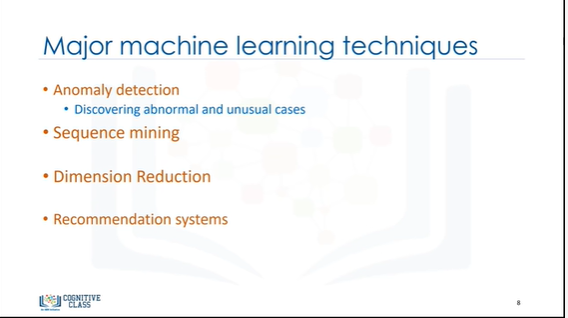 Major machine learning techniques
• Anomaly detection
• Discovering abnormal and unusual cases
• Sequence mining
• Dimension Reduction
• Recommendation systems
COGNITIVE
CLASS
8